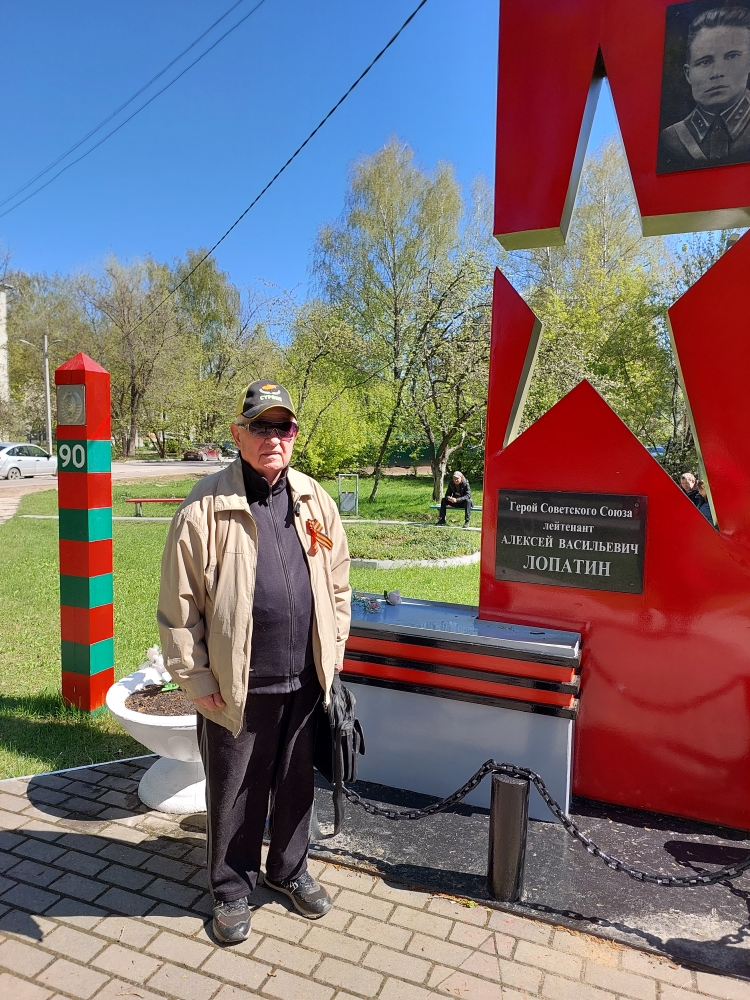 90
Герой Советского Союза
лейтенант
АЛЕКСЕЙ ВАСИЛЬЕВИЧ
ЛОПАТИН